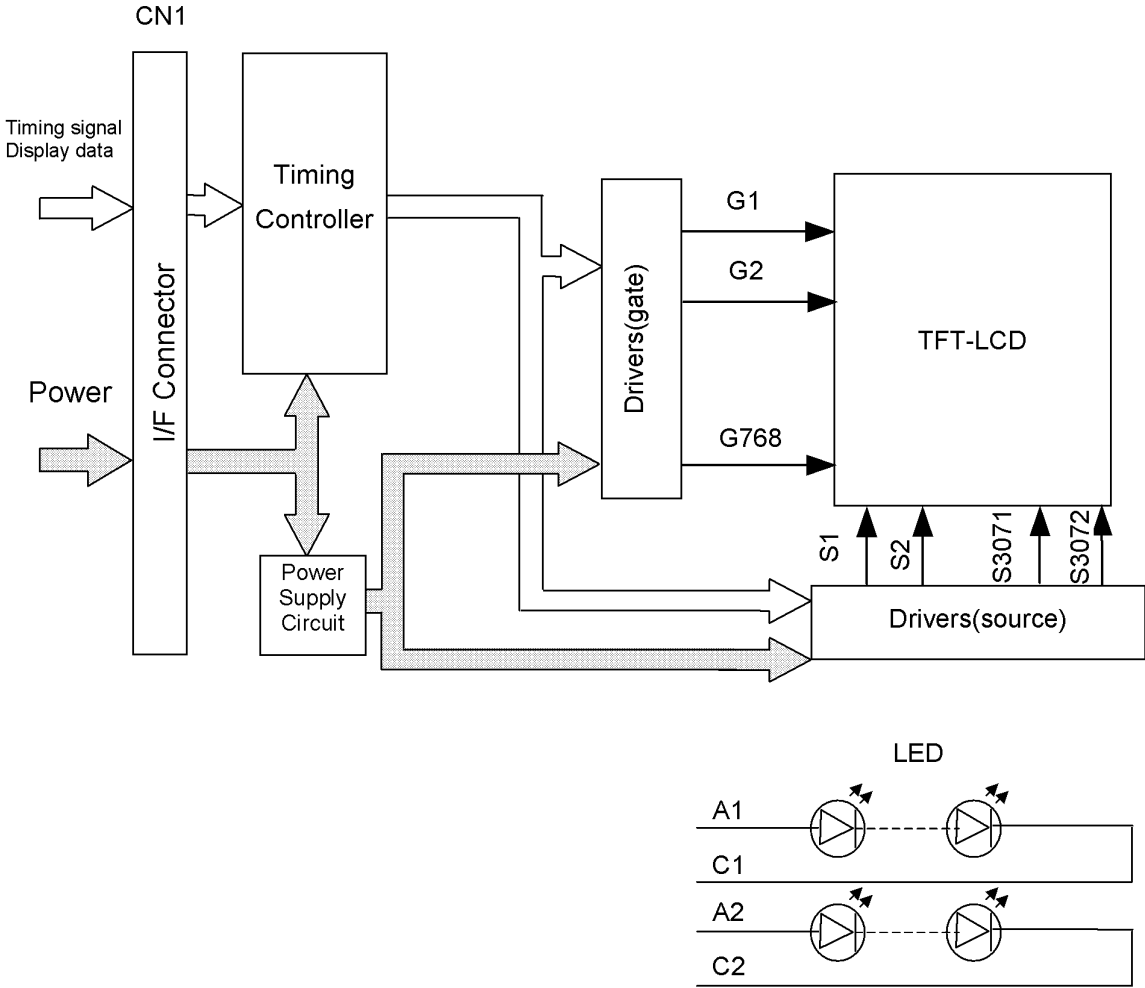 CN1
Timing signal
Display data
Power
I/F Connector
Timing
Controller
Power
Supply
Circuit
Drivers(gate)
G1
G2
G768
TFT-LCD
S1
S2
S3071
S3072
Drivers(source)
LED
A1
C1
A2
C2